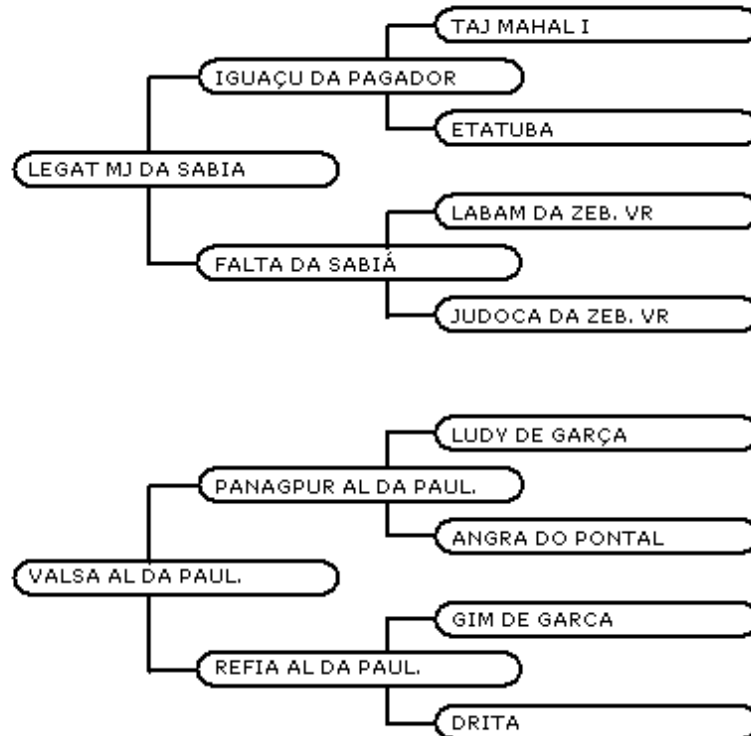 TAJ MAHAL I
IGUAÇU DA PAGADOR
ETATUBA
LEGAT MJ DA SABIA
LABAM DA ZEB. VR
FALTA DA SABIÁ
JUDOCA DA ZEB. VR
LUDY DE GARÇA
PANAGPUR AL DA PAUL.
ANGRA DO PONTAL
VALSA AL DA PAUL.
GIM DE GARCA
REFIA AL DA PAUL.
DRITA